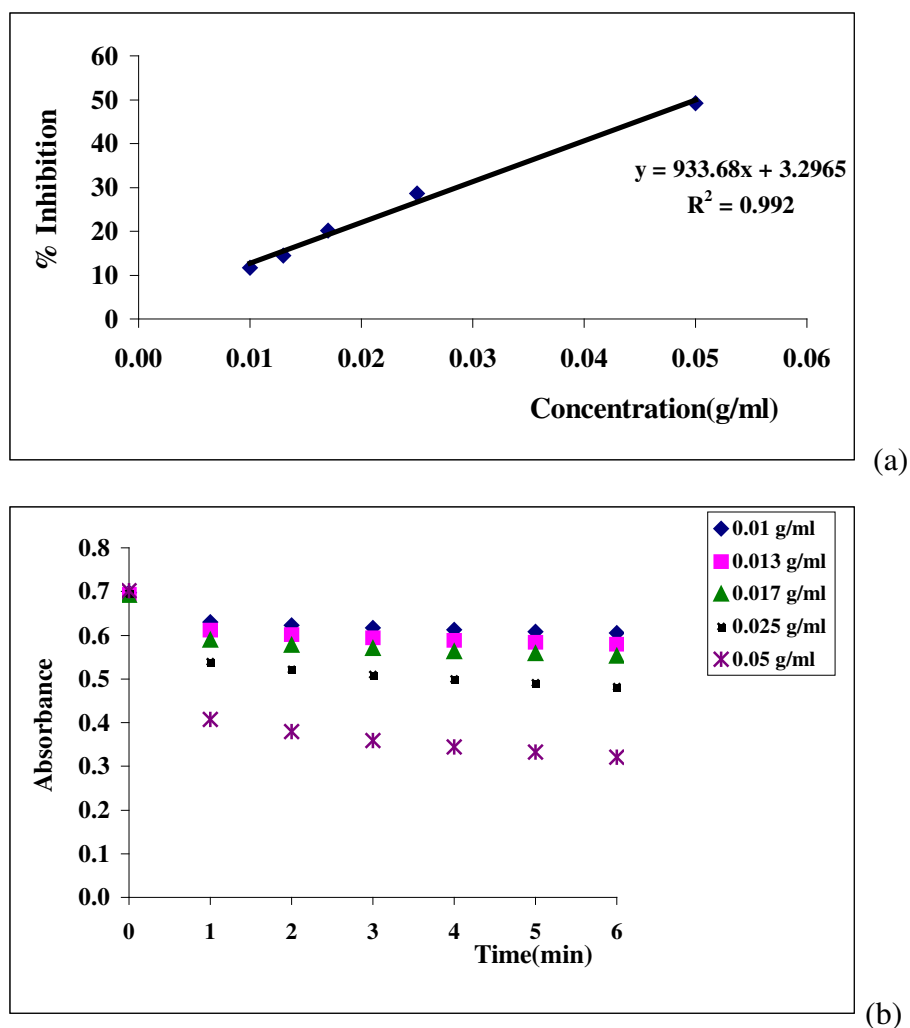 60
50
40
30
20
10
0
% Inhibition
y = 933.68x + 3.2965
R² = 0.992
0.00 0.01 0.02 0.03 0.04 0.05 0.06
Concentration(g/ml)
(a)
0.01 g/ml
0.013 g/ml
0.017 g/ml
0.025 g/ml
0.05 g/ml
0.8
0.7
0.6
0.5
0.4
0.3
0.2
0.1
0.0
Absorbance
0 1 2 3 4 5 6
Time(min)
(b)